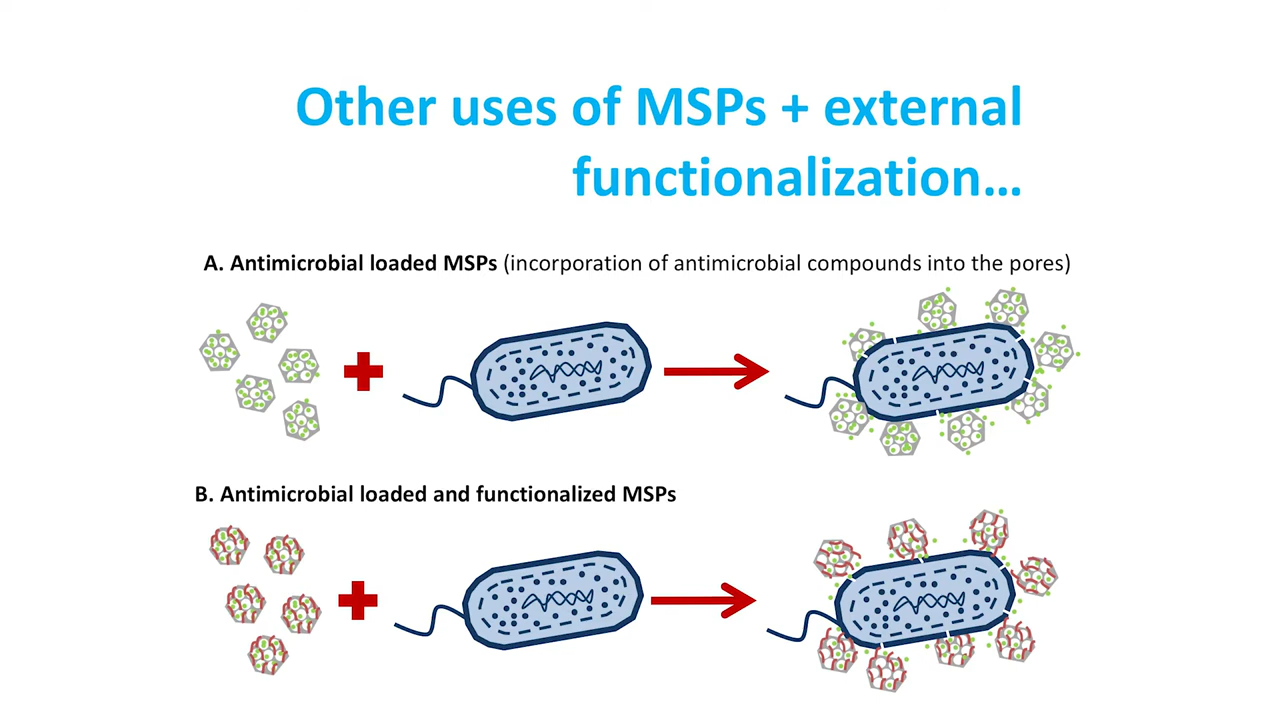 Other uses of MSPs + external
functionalization...
A. Antimicrobial loaded MSPs (incorporation of antimicrobial compounds into the pores)
B. Antimicrobial loaded and functionalized MSPs